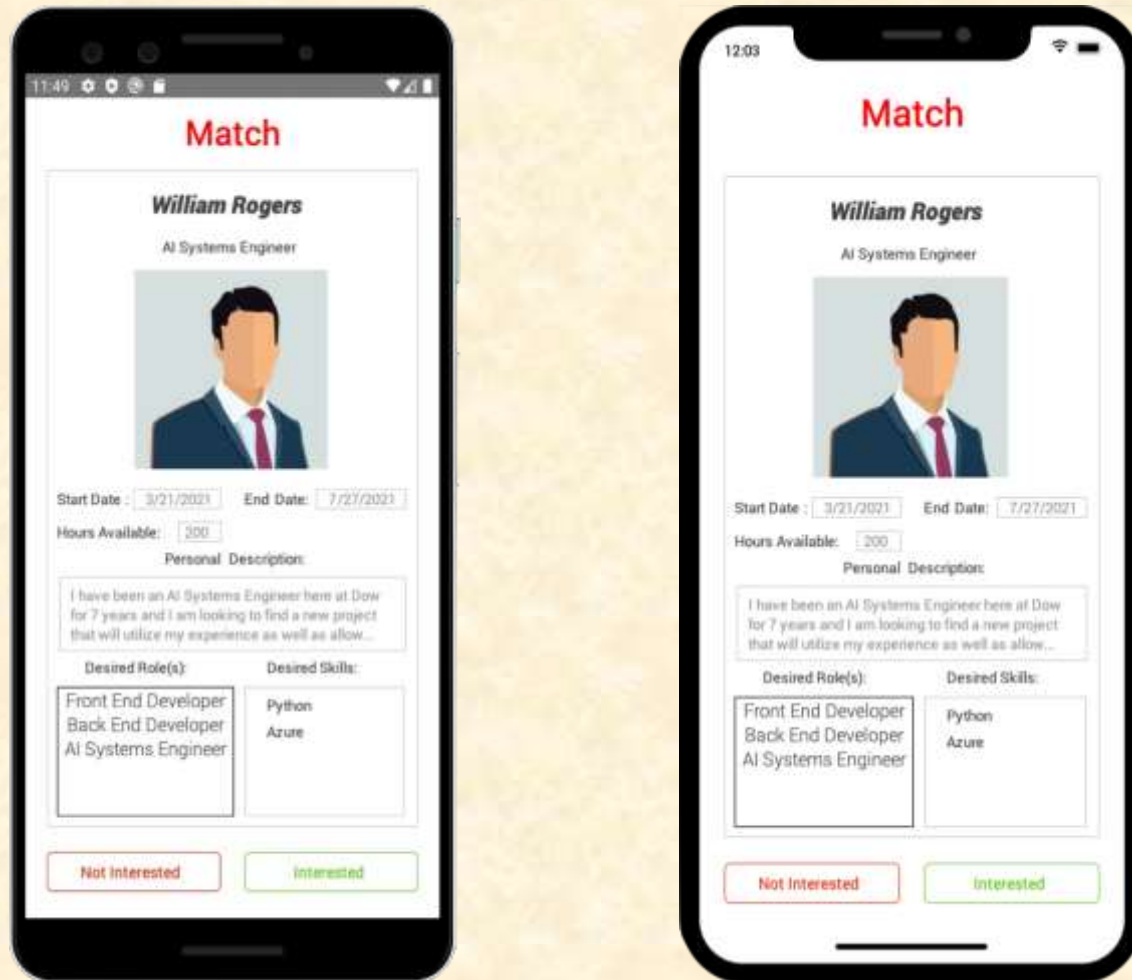 11:49
Match
William Rogers
AI Systems Engineer
Start Date : 3/21/2021 End Date: 7/27/2021
Hours Available: 200
Personal Description:
I have been an AI Systems Engineer here at Dow
for 7 years and I am looking to find a new project
that will utilize my experience as well as allow...
Desired Role(s): Desired Skills:
Front End Developer Python
Back End Developer Azure
AI Systems Engineer
Not Interested Interested
12:03
Match
William Rogers
AI Systems Engineer
Start Date : 3/21/2021 End Date: 7/27/2021
Hours Available: 200
Personal Description:
I have been an AI Systems Engineer here at Dow
for 7 years and I am looking to find a new project
that will utilize my experience as well as allow...
Desired Role(s): Desired Skills:
Front End Developer Python
Back End Developer Azure
AI Systems Engineer
Not Interested Interested